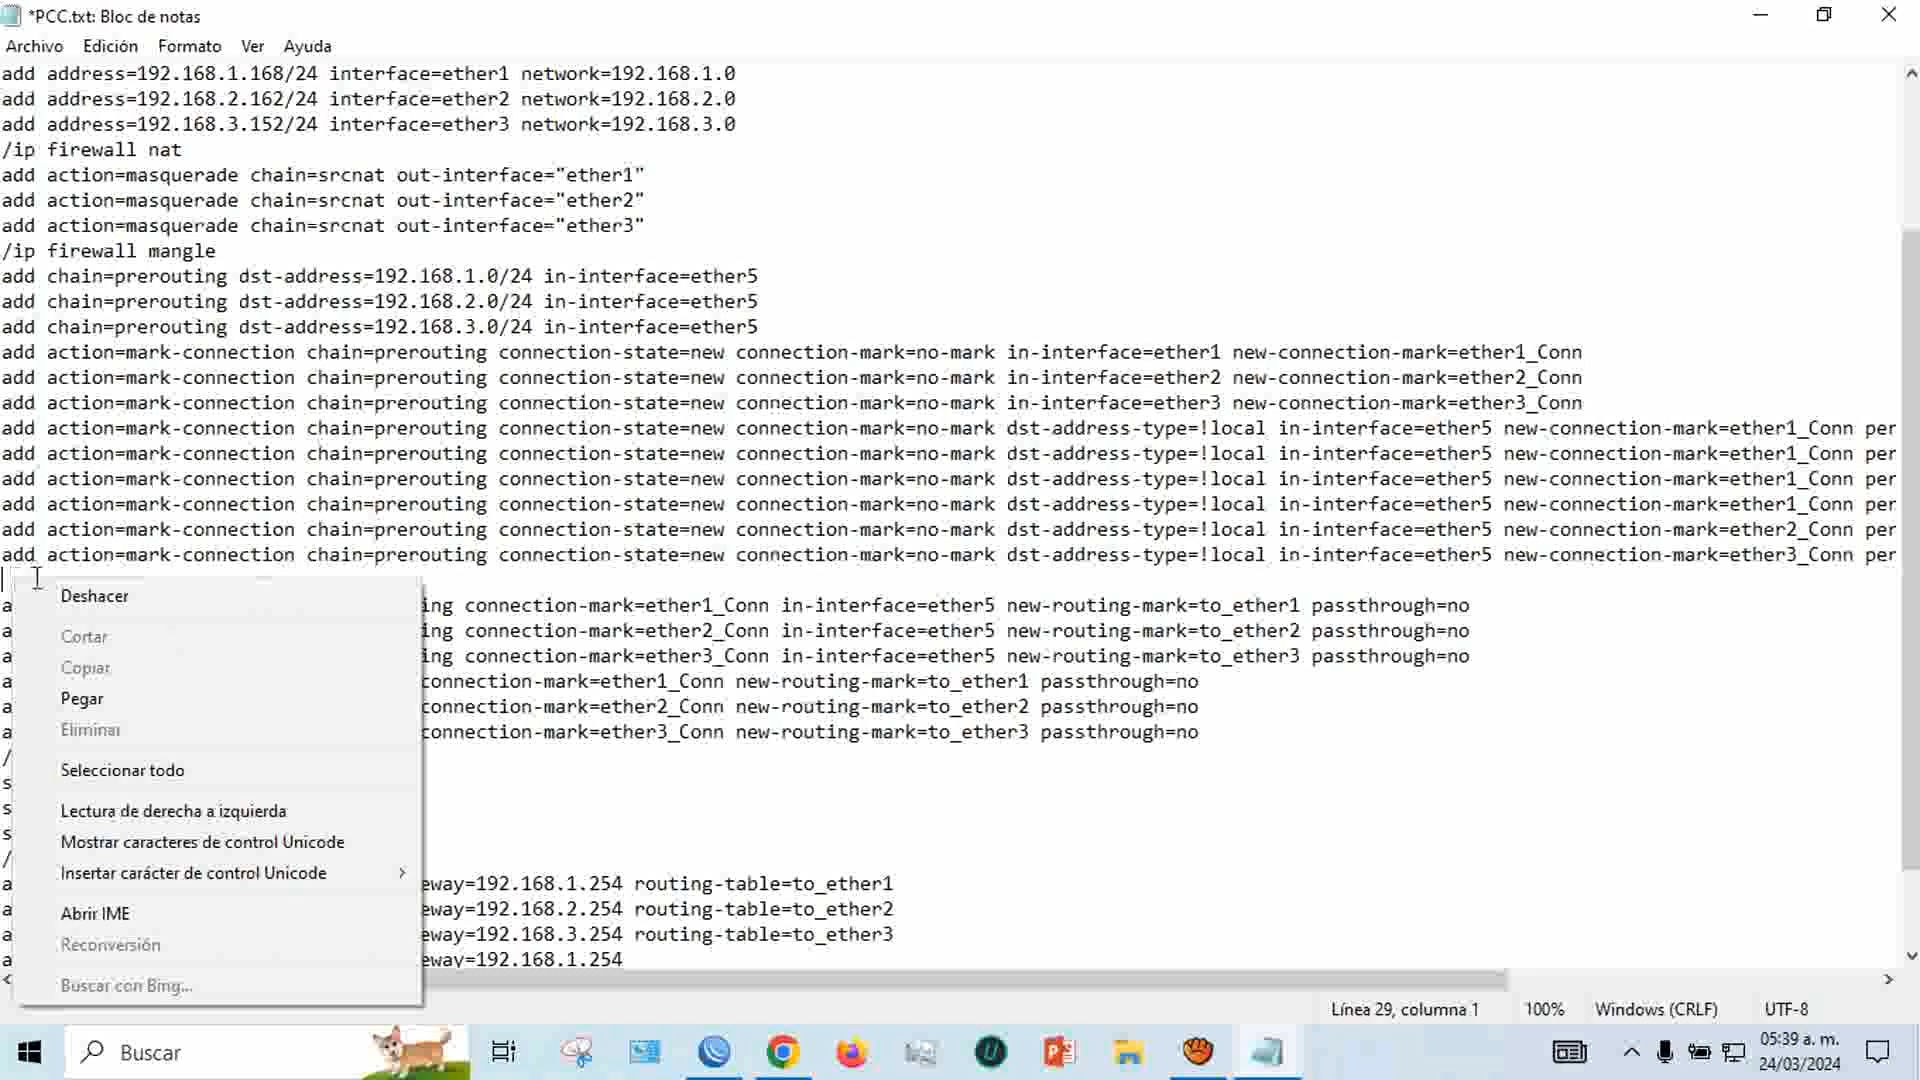 *PCC.txt: Bloc de notas
Archivo Edición Formato Ver Ayuda
add address=192.168.1.168/24 interface=ether1 network=192.168.1.0
add address=192.168.2.162/24 interface=ether2 network=192.168.2.0
add address=192.168.3.152/24 interface=ether3 network=192.168.3.0
/ip firewall nat
add action=masquerade chain=srcnat out-interface="ether1"
add action=masquerade chain=srcnat out-interface="ether2"
add action=masquerade chain=srcnat out-interface="ether3"
/ip firewall mangle
add chain=prerouting dst-address=192.168.1.0/24 in-interface=ether5
add chain=prerouting dst-address=192.168.2.0/24 in-interface=ether5
add chain=prerouting dst-address=192.168.3.0/24 in-interface=ether5
add action=mark-connection chain=prerouting connection-state=new connection-mark=no-mark in-interface=ether1 new-connection-mark=ether1_Conn
add action=mark-connection chain=prerouting connection-state=new connection-mark=no-mark in-interface=ether2 new-connection-mark=ether2_Conn
add action=mark-connection chain=prerouting connection-state=new connection-mark=no-mark in-interface=ether3 new-connection-mark=ether3_Conn
add action=mark-connection chain=prerouting connection-state=new connection-mark=no-mark dst-address-type=!local in-interface=ether5 new-connection-mark=ether1_Conn per
add action=mark-connection chain=prerouting connection-state=new connection-mark=no-mark dst-address-type=!local in-interface=ether5 new-connection-mark=ether1_Conn per
add action=mark-connection chain=prerouting connection-state=new connection-mark=no-mark dst-address-type=!local in-interface=ether5 new-connection-mark=ether1_Conn per
add action=mark-connection chain=prerouting connection-state=new connection-mark=no-mark dst-address-type=!local in-interface=ether5 new-connection-mark=ether1_Conn per
add action=mark-connection chain=prerouting connection-state=new connection-mark=no-mark dst-address-type=!local in-interface=ether5 new-connection-mark=ether2_Conn per
add action=mark-connection chain=prerouting connection-state=new connection-mark=no-mark dst-address-type=!local in-interface=ether5 new-connection-mark=ether3_Conn per
a ing connection-mark=ether1_Conn in-interface=ether5 new-routing-mark=to_ether1 passthrough=no
a ing connection-mark=ether2_Conn in-interface=ether5 new-routing-mark=to_ether2 passthrough=no
a ing connection-mark=ether3_Conn in-interface=ether5 new-routing-mark=to_ether3 passthrough=no
a connection-mark=ether1_Conn new-routing-mark=to_ether1 passthrough=no
a connection-mark=ether2_Conn new-routing-mark=to_ether2 passthrough=no
a connection-mark=ether3_Conn new-routing-mark=to_ether3 passthrough=no
/
s
s
s
/
a eway=192.168.1.254 routing-table=to_ether1
a eway=192.168.2.254 routing-table=to_ether2
a eway=192.168.3.254 routing-table=to_ether3
a eway=192.168.1.254
Deshacer
Cortar
Copiar
Pegar
Eliminar
Seleccionar todo
Lectura de derecha a izquierda
Mostrar caracteres de control Unicode
Insertar carácter de control Unicode
Abrir IME
Reconversión
Buscar con Bing...
Línea 29, columna 1 100% Windows (CRLF) UTF-8
Buscar
05:39 a. m.
24/03/2024